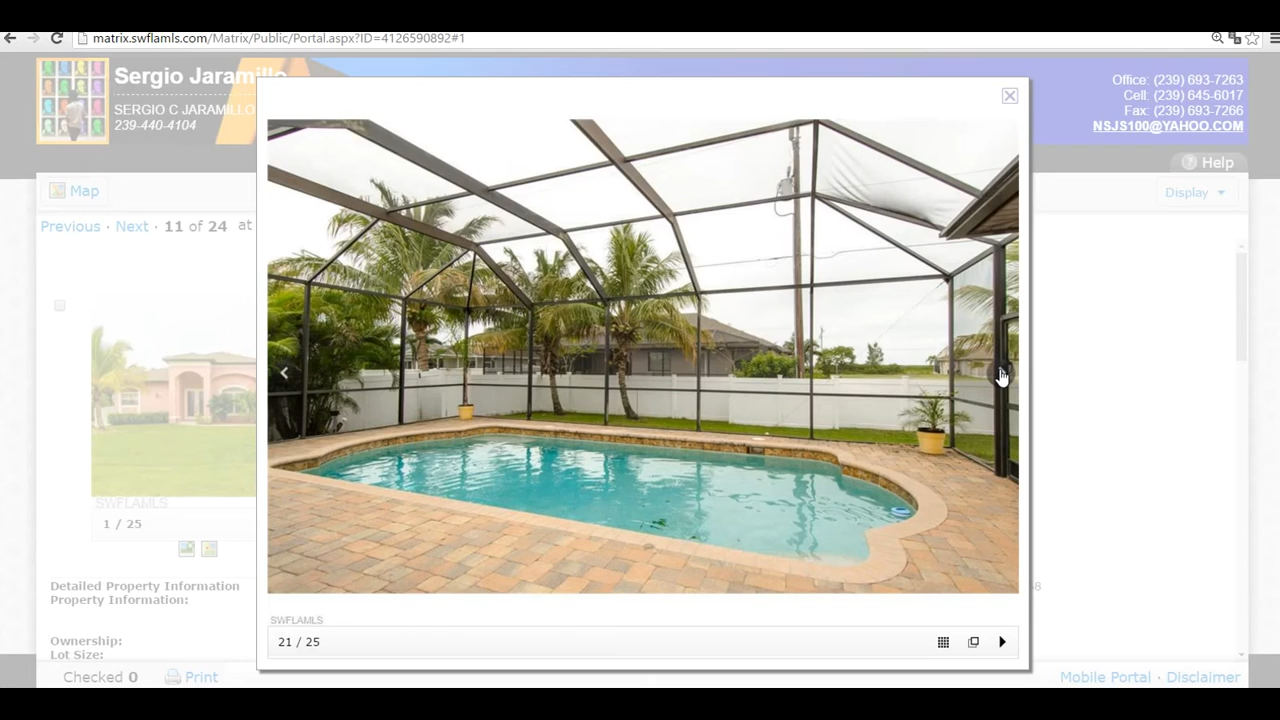 matrix.swflamls.com/Matrix/Public/Portal.aspx?ID=4126590892#1
Sergio Jaramillo
SERGIO C JARAMILLO
239-440-4104
Office: (239) 693-7263
Cell: (239) 645-6017
Fax: (239) 693-7266
NSJS100@YAHOO.COM
? Help
Map
Display
Previous · Next · 11 of 24 at
SWFLAMLS
1 / 25
Detailed Property Information
Property Information:
Ownership:
Lot Size:
SWFLAMLS
21 / 25
Checked 0 Print
Mobile Portal · Disclaimer